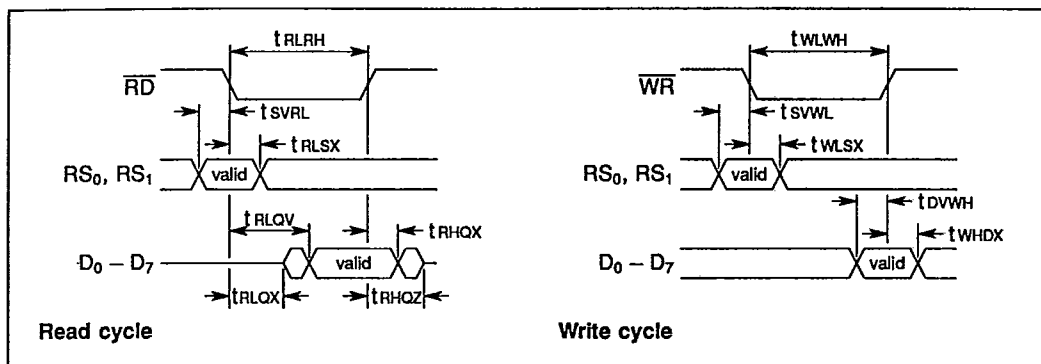 tRLRH
RD
tSVRL
tRLSX
RS0, RS1
valid
tRLQV
tRHQX
D0 – D7
valid
tRLQX
tRHQZ
Read cycle
tWLWH
WR
tSVWL
tWLSX
RS0, RS1
valid
tDVWH
tWHDX
D0 – D7
valid
Write cycle